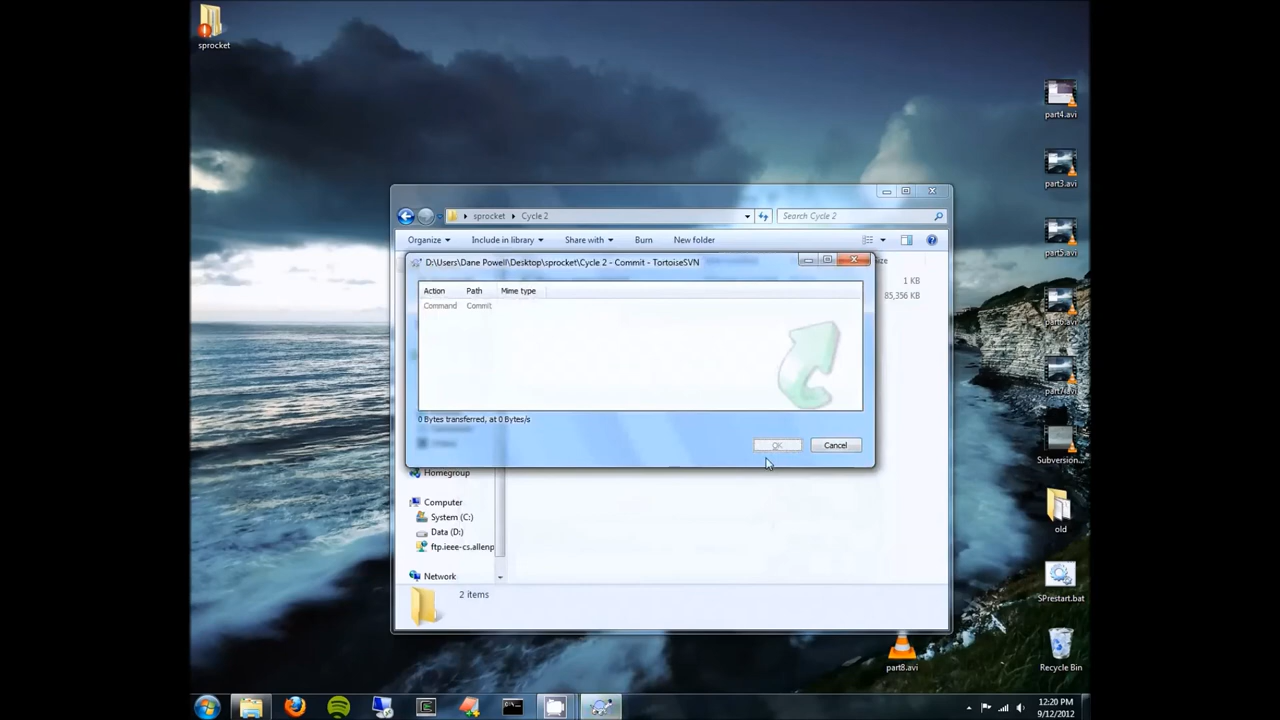 sprocket
part4.avi
part3.avi
part5.avi
part6.avi
part7.avi
Subversion...
old
SPrestart.bat
part8.avi
Recycle Bin
sprocket Cycle 2
Search Cycle 2
Organize Include in library Share with Burn New folder
D:\Users\Dane Powell\Desktop\sprocket\Cycle 2 - Commit - TortoiseSVN
1 KB
85,356 KB
Action Path Mime type
Command Commit
0 Bytes transferred, at 0 Bytes/s
OK Cancel
Homegroup
Computer
System (C:)
Data (D:)
ftp.ieee-cs.allenp
Network
2 items
12:20 PM
9/12/2012